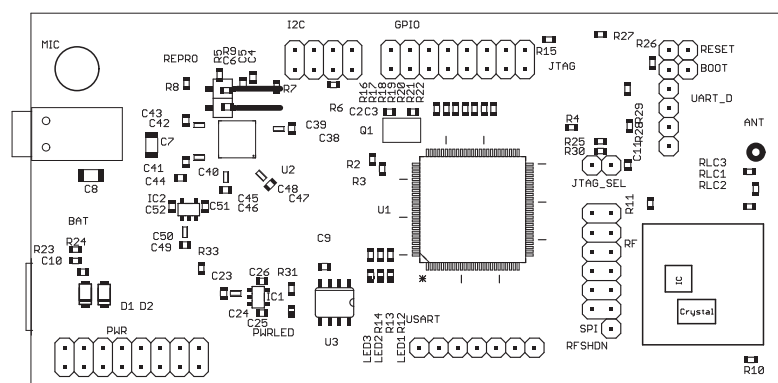 I2C
GPIO
MIC
REPRO
R5
R9
C6
C5
C4
R15
JTAG
R27
R26
RESET
BOOT
R8
R7
R6
R16
R17
R18
R19
R20
R21
R22
UART_D
C43
C42
C2
C3
C39
C38
Q1
R4
R29
R28
ANT
C7
R25
R30
C11
C41
C40
U2
R2
R3
JTAG_SEL
RLC3
RLC1
RLC2
C8
C44
C48
C47
IC2
C52
C51
C45
C46
U1
R11
BAT
C50
C49
R23
R24
C10
R33
C9
RF
C23
C26
R31
IC1
IC
D1
D2
C24
C25
Crystal
PWR
PWRLED
U3
USART
LED3
LED2
R14
R13
LED1
R12
SPI
RFSHDN
R10